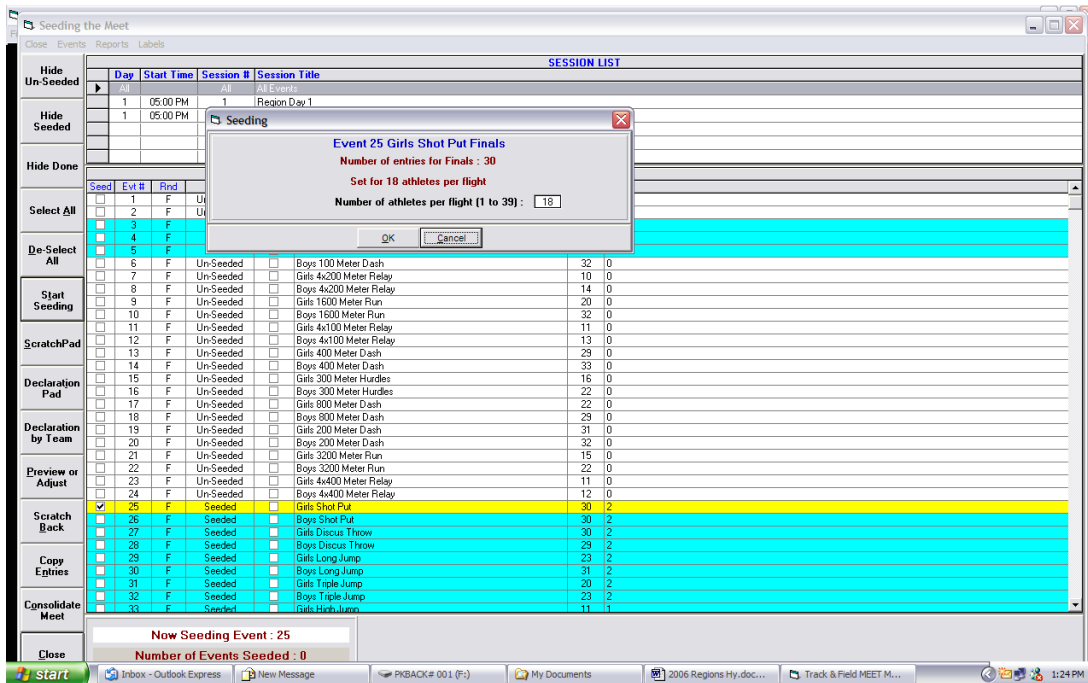 Seeding the Meet
Close Events Reports Labels
Hide Un-Seeded
Hide Seeded
Hide Done
Select All
De-Select All
Start Seeding
ScratchPad
Declaration Pad
Declaration by Team
Preview or Adjust
Scratch Back
Copy Entries
Consolidate Meet
Close
SESSION LIST
Day Start Time Session # Session Title
All All All Events
1 05:00 PM 1 Region Day 1
1 05:00 PM
Seeding
Event 25 Girls Shot Put Finals
Number of entries for Finals : 30
Set for 18 athletes per flight
Number of athletes per flight (1 to 39) : 18
OK Cancel
Seed Evt # Rnd
1 F
2 F
3 F
4 F
5 F
6 F Un-Seeded Boys 100 Meter Dash 32 0
7 F Un-Seeded Girls 4x200 Meter Relay 10 0
8 F Un-Seeded Boys 4x200 Meter Relay 14 0
9 F Un-Seeded Girls 1600 Meter Run 20 0
10 F Un-Seeded Boys 1600 Meter Run 32 0
11 F Un-Seeded Girls 4x100 Meter Relay 11 0
12 F Un-Seeded Boys 4x100 Meter Relay 13 0
13 F Un-Seeded Girls 400 Meter Dash 29 0
14 F Un-Seeded Boys 400 Meter Dash 33 0
15 F Un-Seeded Girls 300 Meter Hurdles 16 0
16 F Un-Seeded Boys 300 Meter Hurdles 22 0
17 F Un-Seeded Girls 800 Meter Dash 22 0
18 F Un-Seeded Boys 800 Meter Dash 29 0
19 F Un-Seeded Girls 200 Meter Dash 31 0
20 F Un-Seeded Boys 200 Meter Dash 32 0
21 F Un-Seeded Girls 3200 Meter Run 15 0
22 F Un-Seeded Boys 3200 Meter Run 22 0
23 F Un-Seeded Girls 4x400 Meter Relay 11 0
24 F Un-Seeded Boys 4x400 Meter Relay 12 0
25 F Seeded Girls Shot Put 30 2
26 F Seeded Boys Shot Put 30 2
27 F Seeded Girls Discus Throw 30 2
28 F Seeded Boys Discus Throw 29 2
29 F Seeded Girls Long Jump 23 2
30 F Seeded Boys Long Jump 31 2
31 F Seeded Girls Triple Jump 20 2
32 F Seeded Boys Triple Jump 23 2
33 F Seeded Girls High Jump 11 1
Now Seeding Event : 25
Number of Events Seeded : 0
start Inbox - Outlook Express New Message PKBACK# 001 (F:) My Documents 2006 Regions Hy.doc... Track & Field MEET M... 1:24 PM